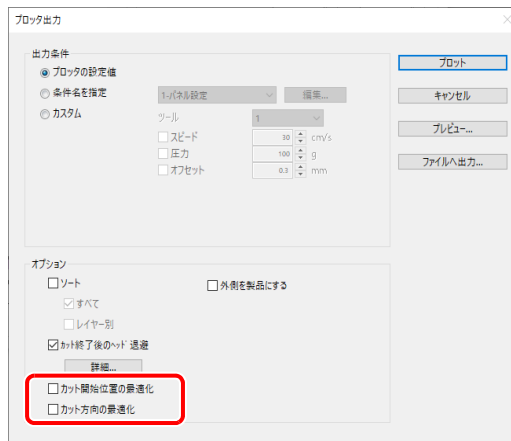 プロッタ出力
出力条件
プロッタの設定値
条件名を指定
1-パネル設定
編集...
カスタム
ツール
1
スピード
30
cm/s
圧力
100
g
オフセット
0.3
mm
プロット
キャンセル
プレビュー...
ファイルへ出力...
オプション
ソート
外側を製品にする
すべて
レイヤー別
カット終了後のヘッド退避
詳細...
カット開始位置の最適化
カット方向の最適化